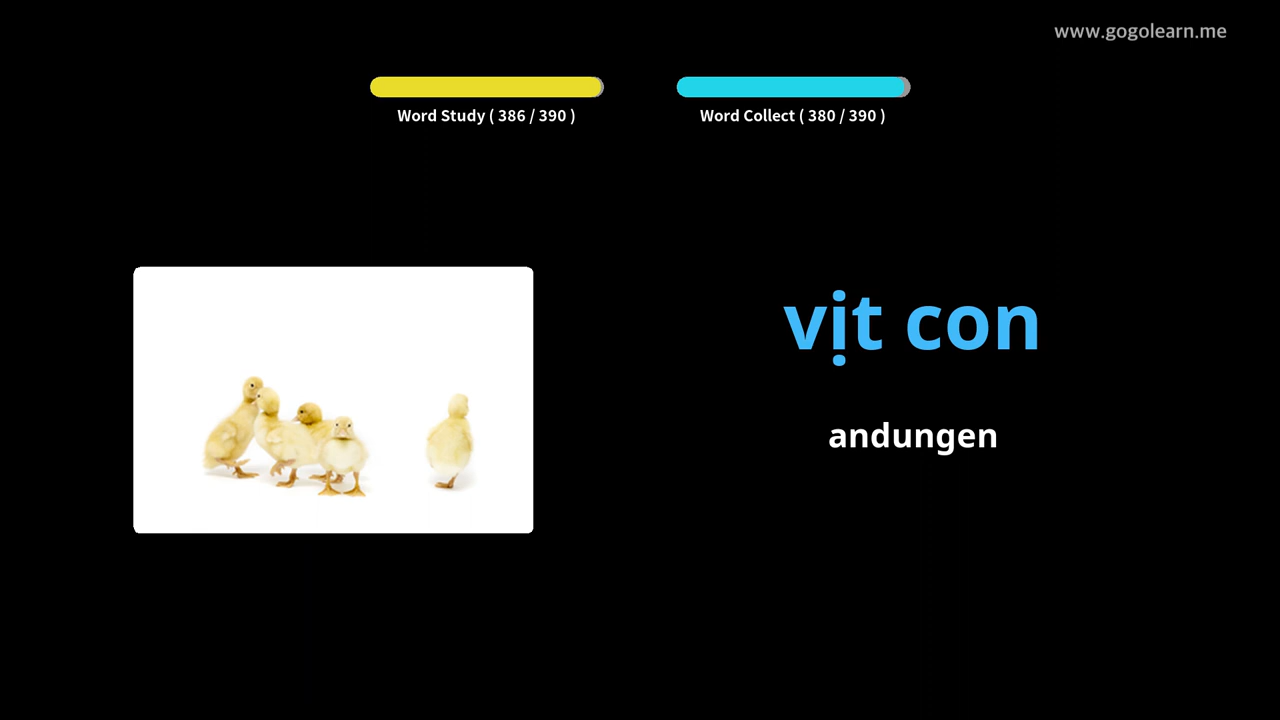 www.gogolearn.me
Word Study ( 386 / 390 )
Word Collect ( 380 / 390 )
vịt con
andungen